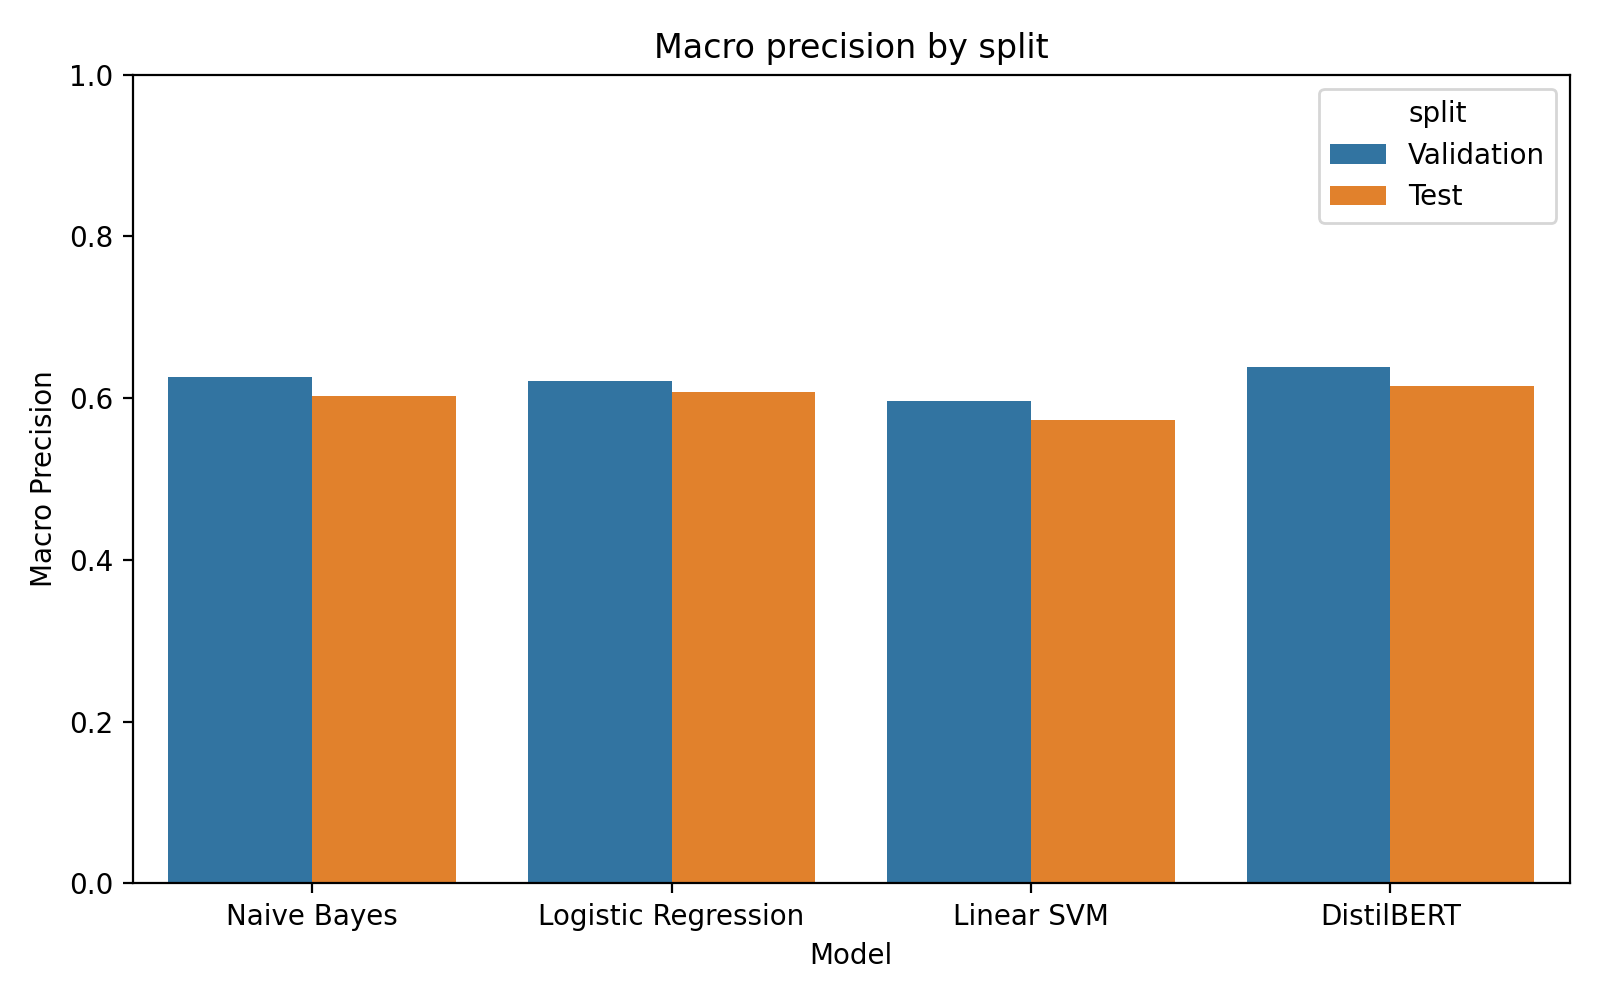 Macro precision by split
1.0
0.8
0.6
0.4
0.2
0.0
Macro Precision
split
Validation
Test
Naive Bayes
Logistic Regression
Linear SVM
DistilBERT
Model